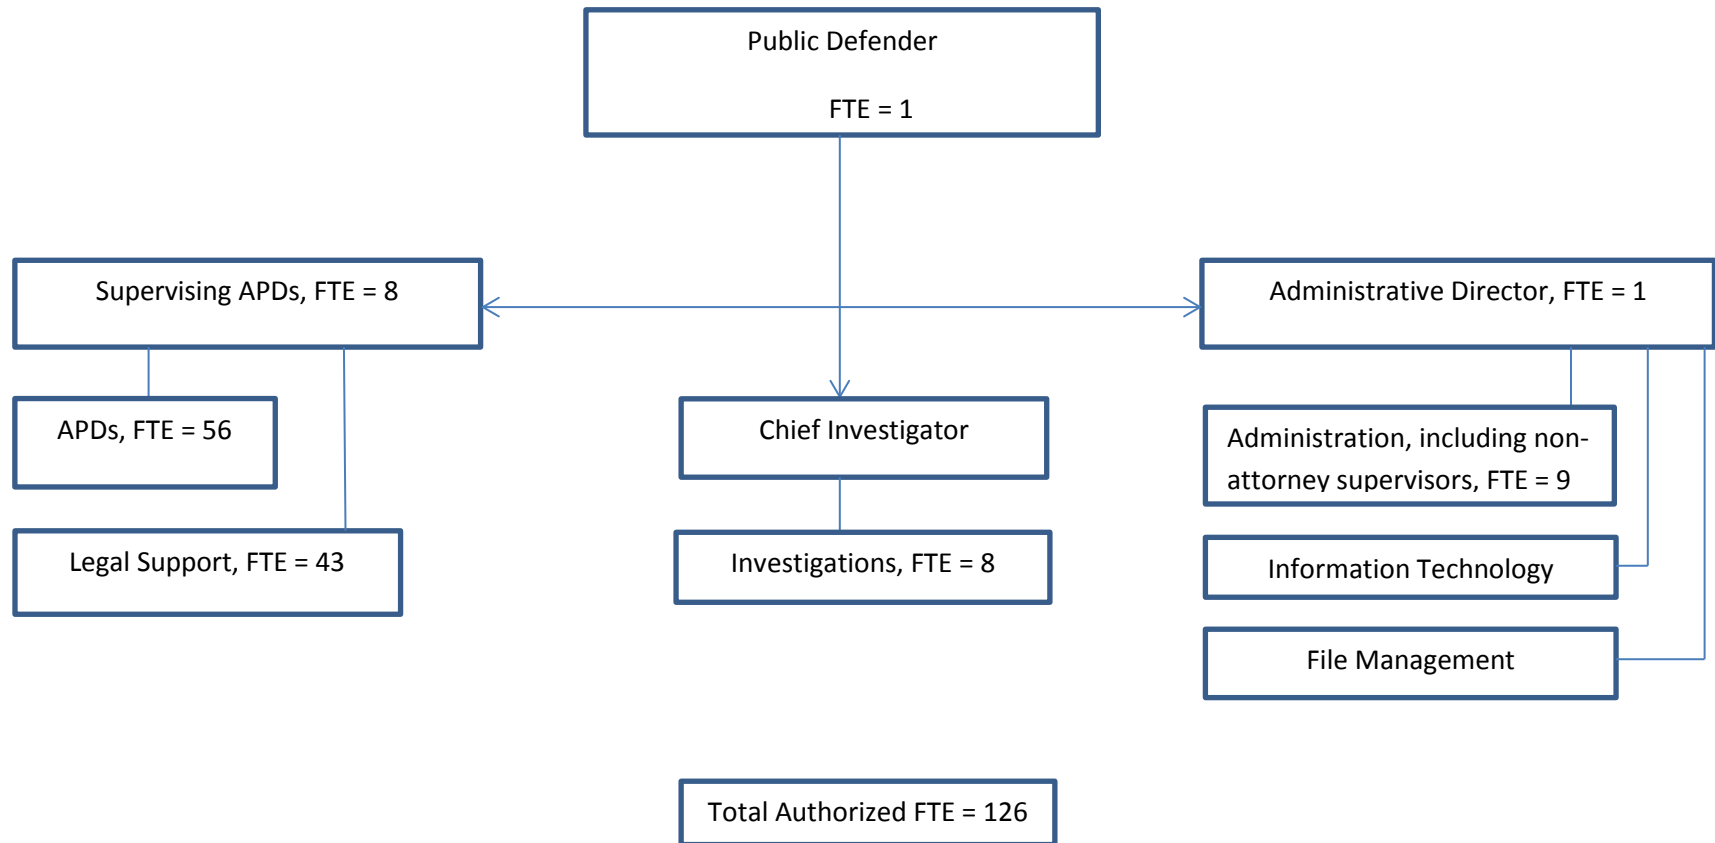 Public Defender
FTE = 1
Supervising APDs, FTE = 8
Administrative Director, FTE = 1
APDs, FTE = 56
Chief Investigator
Administration, including non-
attorney supervisors, FTE = 9
Legal Support, FTE = 43
Investigations, FTE = 8
Information Technology
File Management
Total Authorized FTE = 126